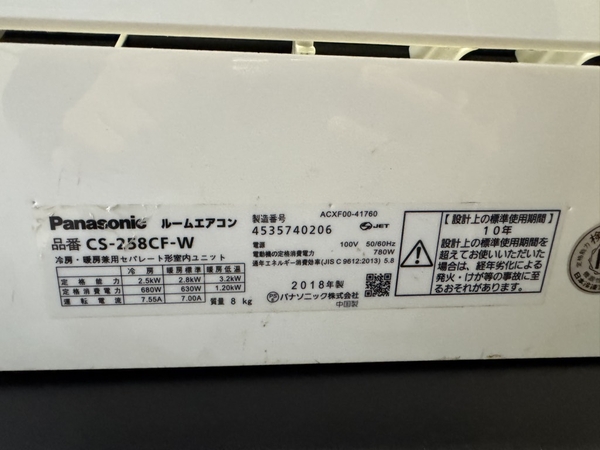 Panasonic ルームエアコン
品番 CS-258CF-W
冷房・暖房兼用セパレート形室内ユニット
冷房 暖房標準 暖房低温
定格能力 2.5kW 2.8kW 3.2kW
定格消費電力 680W 630W 1.20kW
運転電流 7.55A 7.00A
質量 8 kg
ACXF00-41760
製造番号
4535740206
JET
電源 100V 50/60Hz
電動機の定格消費電力 780W
通年エネルギー消費効率(JIS C 9612:2013) 5.8
2018年製
パナソニック株式会社
中国製
【設計上の標準使用期間】
10年
設計上の標準使用期間を
超えてお使いいただいた
場合は、経年劣化による
発火・けが等の事故に至
るおそれがあります。